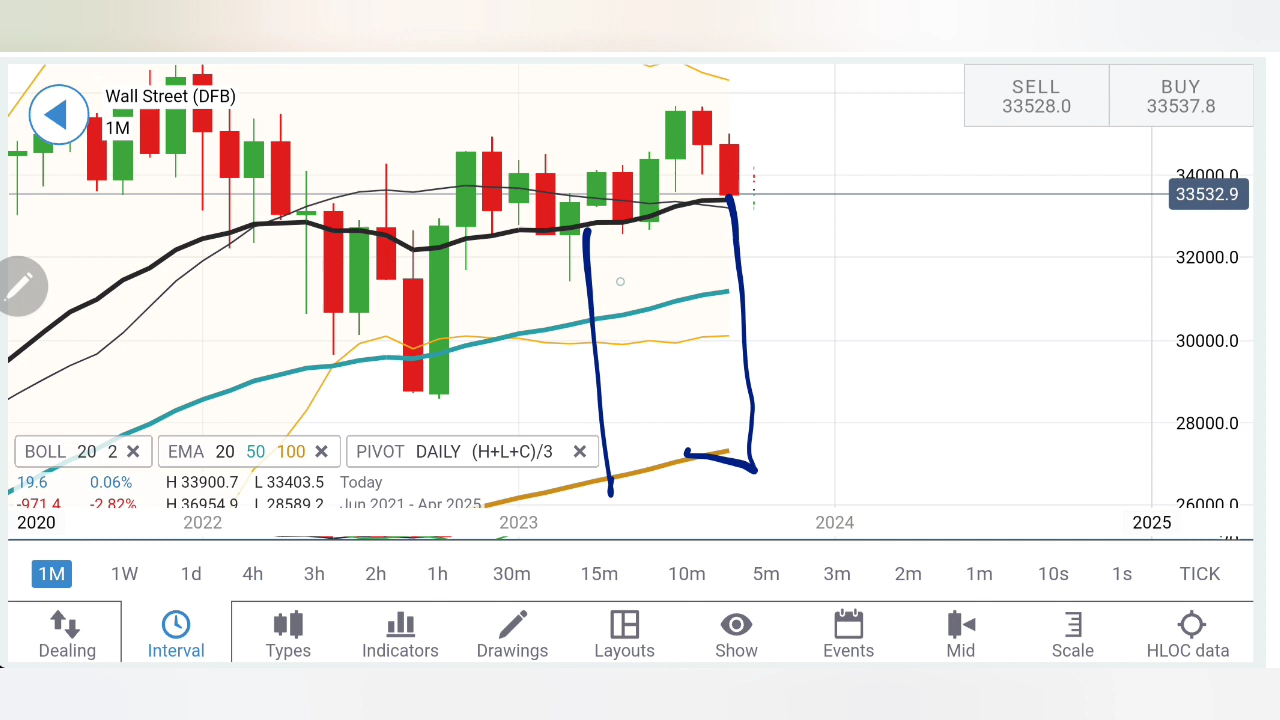 Wall Street (DFB)
1M
SELL
33528.0
BUY
33537.8
34000.0
33532.9
32000.0
30000.0
28000.0
26000.0
BOLL 20 2 ✕
EMA 20 50 100 ✕
PIVOT DAILY (H+L+C)/3 ✕
19.6 0.06% H 33900.7 L 33403.5 Today
-971.4 -2.82% H 36954.9 L 28589.2 Jun 2021 - Apr 2025
2020 2022 2023 2024 2025
1M 1W 1d 4h 3h 2h 1h 30m 15m 10m 5m 3m 2m 1m 10s 1s TICK
Dealing Interval Types Indicators Drawings Layouts Show Events Mid Scale HLOC data